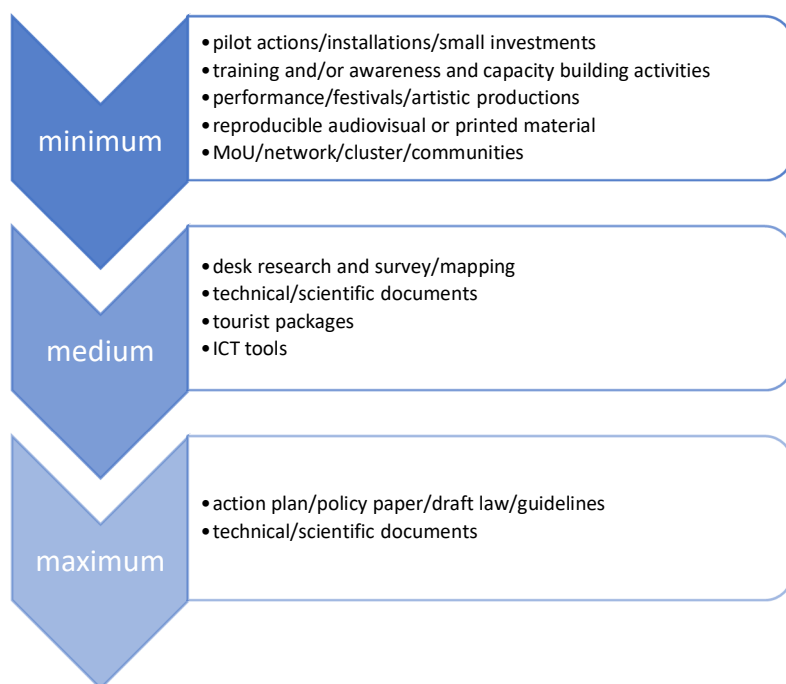 minimum
•pilot actions/installations/small investments
•training and/or awareness and capacity building activities
•performance/festivals/artistic productions
•reproducible audiovisual or printed material
•MoU/network/cluster/communities
medium
•desk research and survey/mapping
•technical/scientific documents
•tourist packages
•ICT tools
maximum
•action plan/policy paper/draft law/guidelines
•technical/scientific documents